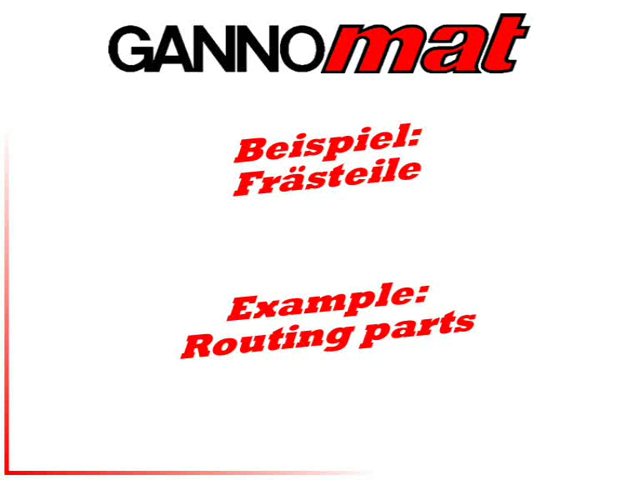 GANNOmat
Beispiel:
Frästeile
Example:
Routing parts